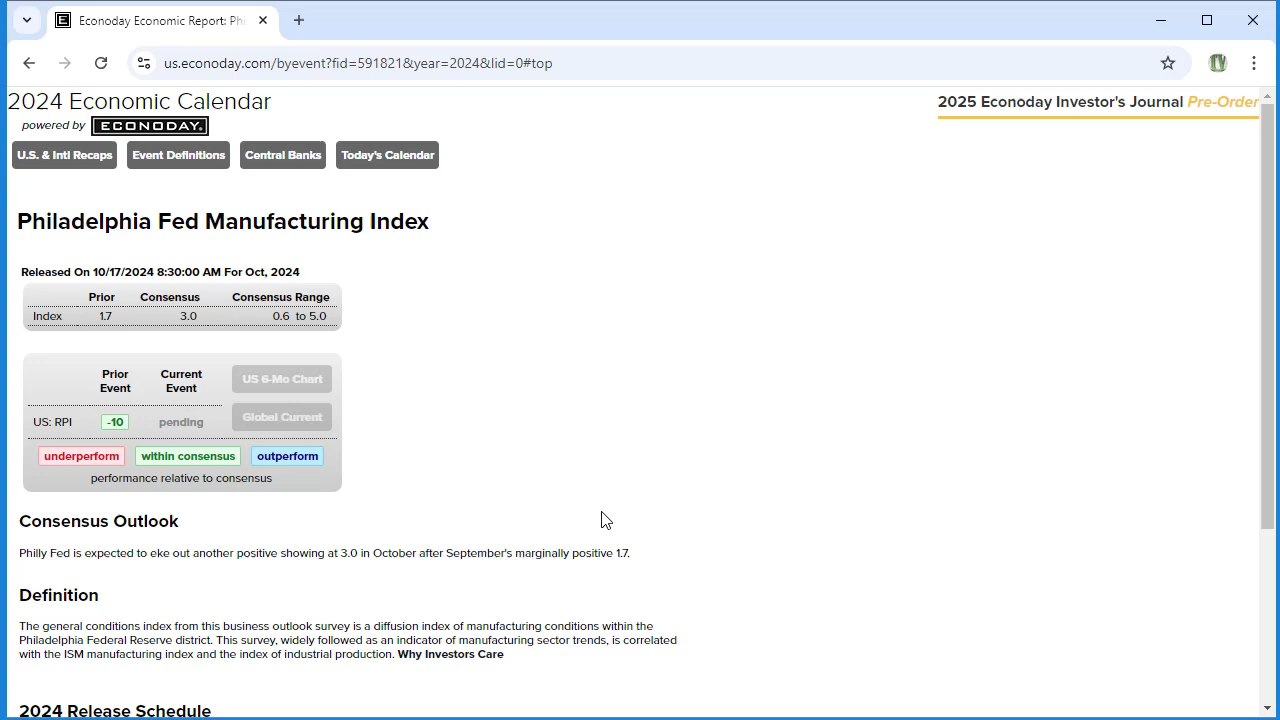 Econoday Economic Report: Phi
us.econoday.com/byevent?fid=591821&year=2024&lid=0#top
2024 Economic Calendar
2025 Econoday Investor's Journal Pre-Order
powered by ECONODAY.
U.S. & Intl Recaps Event Definitions Central Banks Today's Calendar
Philadelphia Fed Manufacturing Index
Released On 10/17/2024 8:30:00 AM For Oct, 2024
Prior Consensus Consensus Range
Index 1.7 3.0 0.6 to 5.0
Prior Event Current Event US 6-Mo Chart
Global Current
US: RPI -10 pending
underperform within consensus outperform
performance relative to consensus
Consensus Outlook
Philly Fed is expected to eke out another positive showing at 3.0 in October after September's marginally positive 1.7.
Definition
The general conditions index from this business outlook survey is a diffusion index of manufacturing conditions within the
Philadelphia Federal Reserve district. This survey, widely followed as an indicator of manufacturing sector trends, is correlated
with the ISM manufacturing index and the index of industrial production. Why Investors Care
2024 Release Schedule